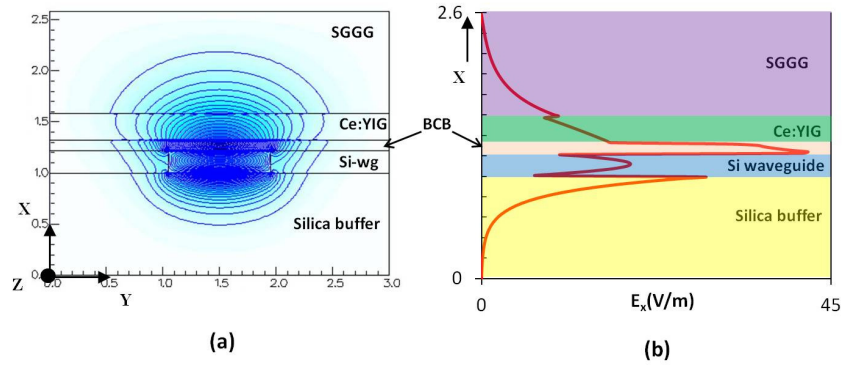 2.5
2.0
1.5
1.0
0.5
0.0
X
SGGG
Ce:YIG
Si-wg
Silica buffer
Z
0.0
0.5
1.0
1.5
2.0
2.5
3.0
Y
(a)
BCB
2.6
X
0
SGGG
Ce:YIG
Si waveguide
Silica buffer
0
Ex(V/m)
45
(b)